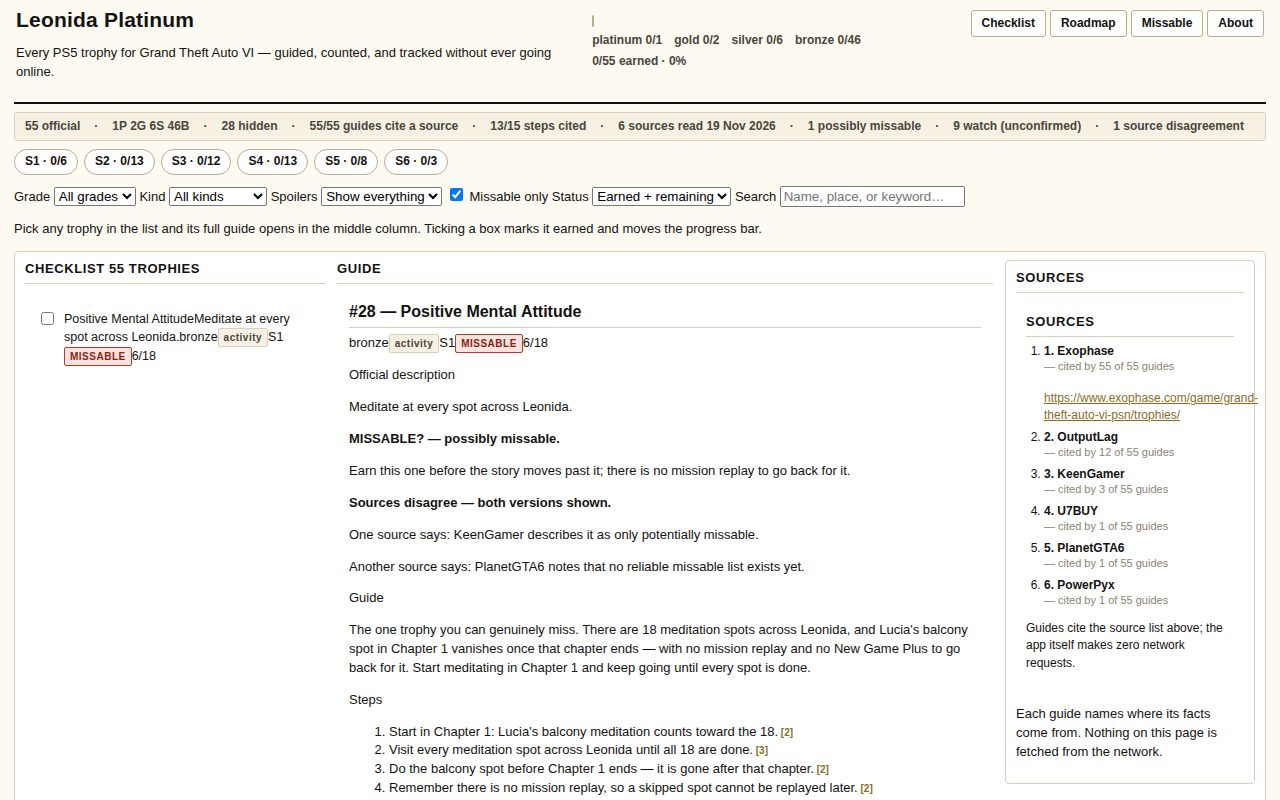 Leonida Platinum
Every PS5 trophy for Grand Theft Auto VI — guided, counted, and tracked without ever going
online.
platinum 0/1 gold 0/2 silver 0/6 bronze 0/46
0/55 earned · 0%
Checklist Roadmap Missable About
55 official · 1P 2G 6S 46B · 28 hidden · 55/55 guides cite a source · 13/15 steps cited · 6 sources read 19 Nov 2026 · 1 possibly missable · 9 watch (unconfirmed) · 1 source disagreement
S1 · 0/6 S2 · 0/13 S3 · 0/12 S4 · 0/13 S5 · 0/8 S6 · 0/3
Grade All grades Kind All kinds Spoilers Show everything Missable only Status Earned + remaining Search Name, place, or keyword…
Pick any trophy in the list and its full guide opens in the middle column. Ticking a box marks it earned and moves the progress bar.
CHECKLIST 55 TROPHIES
Positive Mental AttitudeMeditate at every
spot across Leonida.bronze activity S1
MISSABLE 6/18
GUIDE
#28 — Positive Mental Attitude
bronze activity S1 MISSABLE 6/18
Official description
Meditate at every spot across Leonida.
MISSABLE? — possibly missable.
Earn this one before the story moves past it; there is no mission replay to go back for it.
Sources disagree — both versions shown.
One source says: KeenGamer describes it as only potentially missable.
Another source says: PlanetGTA6 notes that no reliable missable list exists yet.
Guide
The one trophy you can genuinely miss. There are 18 meditation spots across Leonida, and Lucia's balcony
spot in Chapter 1 vanishes once that chapter ends — with no mission replay and no New Game Plus to go
back for it. Start meditating in Chapter 1 and keep going until every spot is done.
Steps
1. Start in Chapter 1: Lucia's balcony meditation counts toward the 18. [2]
2. Visit every meditation spot across Leonida until all 18 are done. [3]
3. Do the balcony spot before Chapter 1 ends — it is gone after that chapter. [2]
4. Remember there is no mission replay, so a skipped spot cannot be replayed later. [2]
SOURCES
SOURCES
1. 1. Exophase
— cited by 55 of 55 guides
https://www.exophase.com/game/grand-
theft-auto-vi-psn/trophies/
2. 2. OutputLag
— cited by 12 of 55 guides
3. 3. KeenGamer
— cited by 3 of 55 guides
4. 4. U7BUY
— cited by 1 of 55 guides
5. 5. PlanetGTA6
— cited by 1 of 55 guides
6. 6. PowerPyx
— cited by 1 of 55 guides
Guides cite the source list above; the
app itself makes zero network
requests.
Each guide names where its facts
come from. Nothing on this page is
fetched from the network.